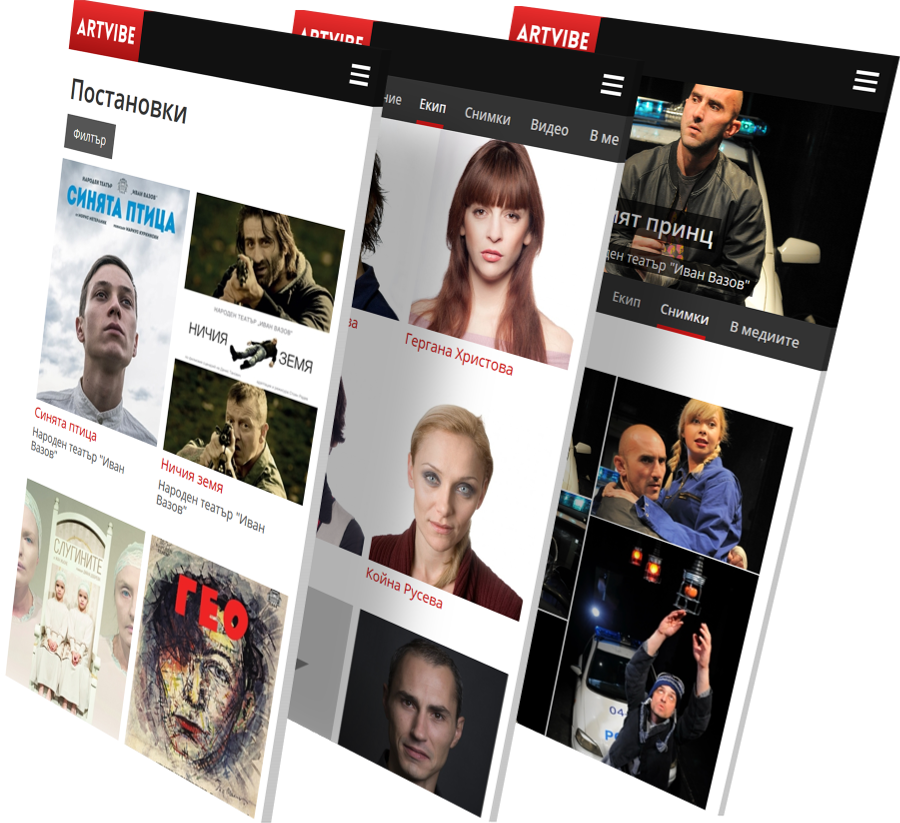 ARTVIBE
Постановки
Филтър
НАРОДЕН ТЕАТЪР „ИВАН ВАЗОВ“
СИНЯТА ПТИЦА
Синята птица
Народен театър "Иван
Вазов"
НАРОДЕН ТЕАТЪР „ИВАН ВАЗОВ“
НИЧИЯ ЗЕМЯ
Ничия земя
Народен театър "Иван
Вазов"
СЛУГИНИТЕ
ГЕО
ARTVIBE
ние Екип Снимки Видео В ме
ва
Гергана Христова
Койна Русева
ARTVIBE
ят принц
ден театър "Иван Вазов"
Екип Снимки В медиите
04